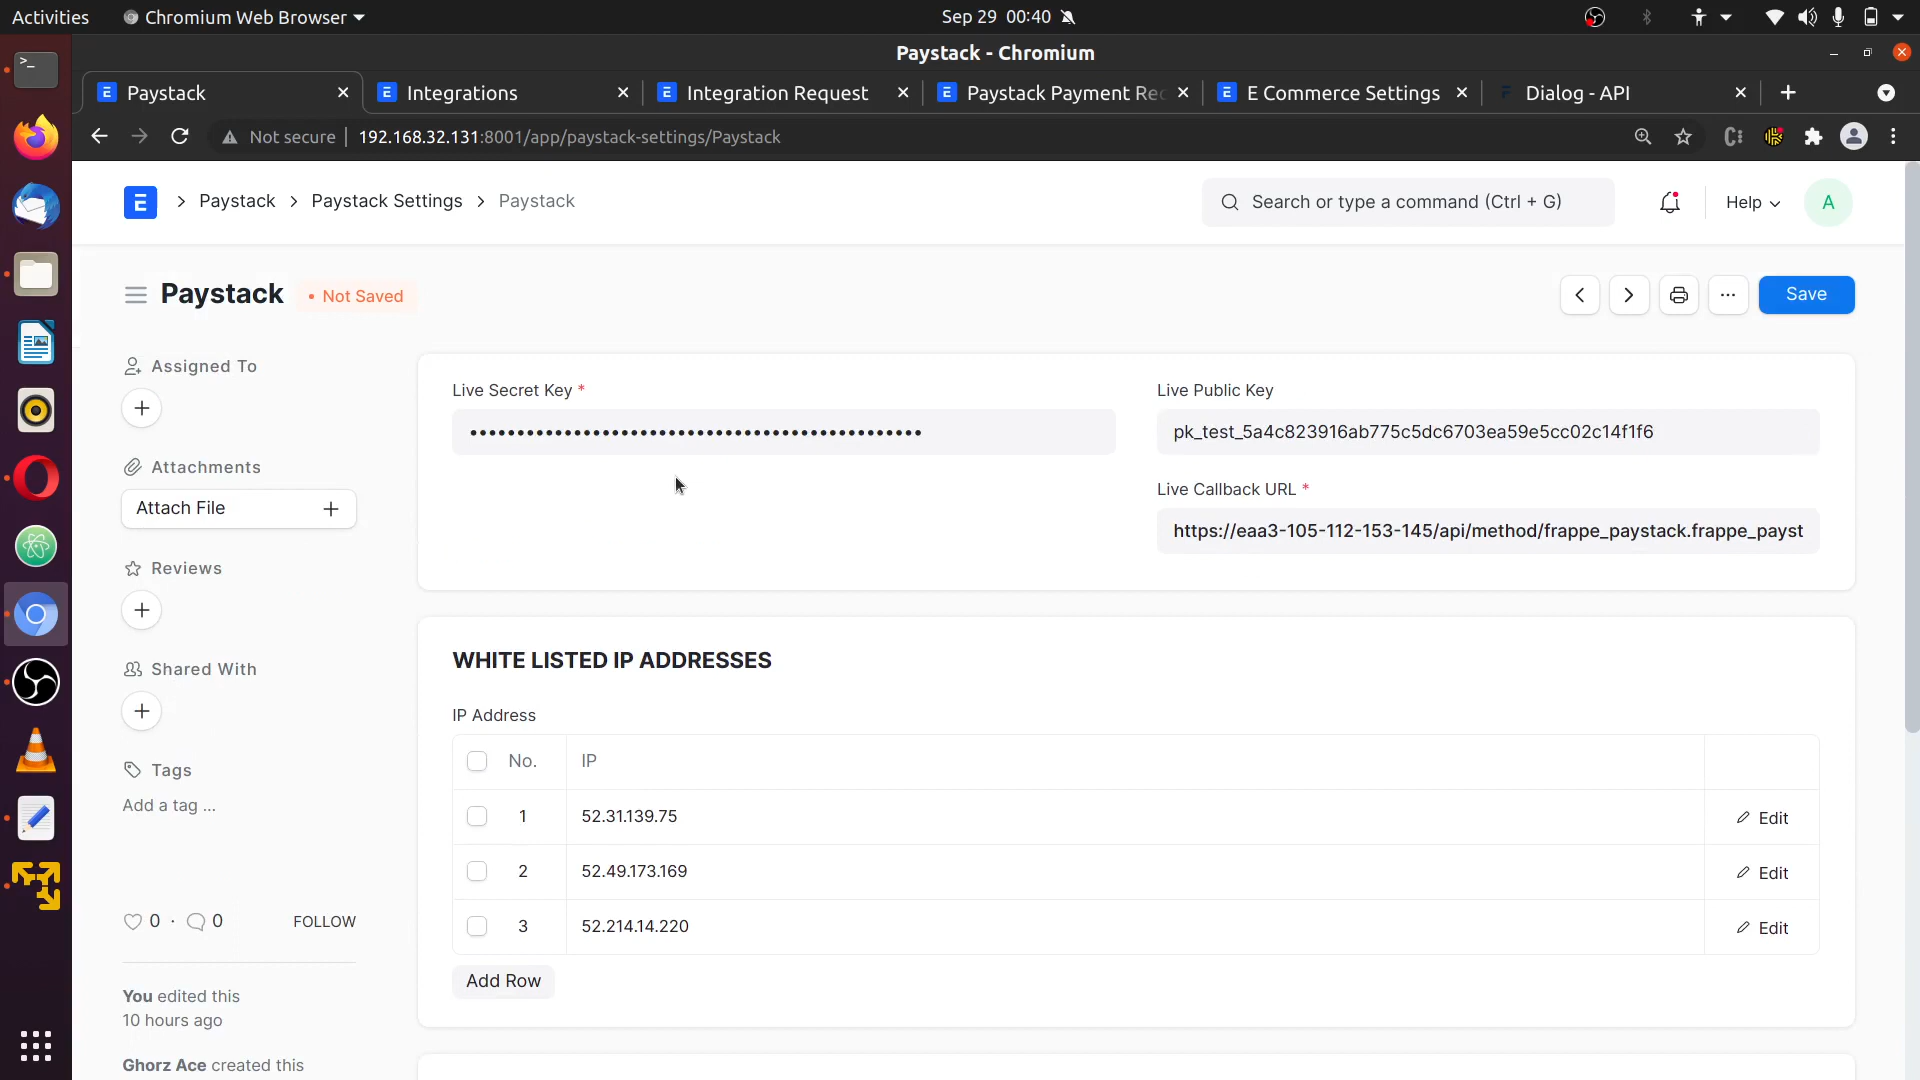 Activities
Chromium Web Browser
Sep 29 00:40
Paystack - Chromium
Paystack
Integrations
Integration Request
Paystack Payment Rec
E Commerce Settings
Dialog - API
Not secure
192.168.32.131:8001/app/paystack-settings/Paystack
E > Paystack > Paystack Settings > Paystack
Search or type a command (Ctrl + G)
Help
A
Paystack
• Not Saved
Save
Assigned To
Attachments
Attach File
Reviews
Shared With
Tags
Add a tag ...
0 · 0
FOLLOW
You edited this
10 hours ago
Ghorz Ace created this
Live Secret Key *
Live Public Key
pk_test_5a4c823916ab775c5dc6703ea59e5cc02c14f1f6
Live Callback URL *
https://eaa3-105-112-153-145/api/method/frappe_paystack.frappe_payst
WHITE LISTED IP ADDRESSES
IP Address
No. IP
1 52.31.139.75 Edit
2 52.49.173.169 Edit
3 52.214.14.220 Edit
Add Row